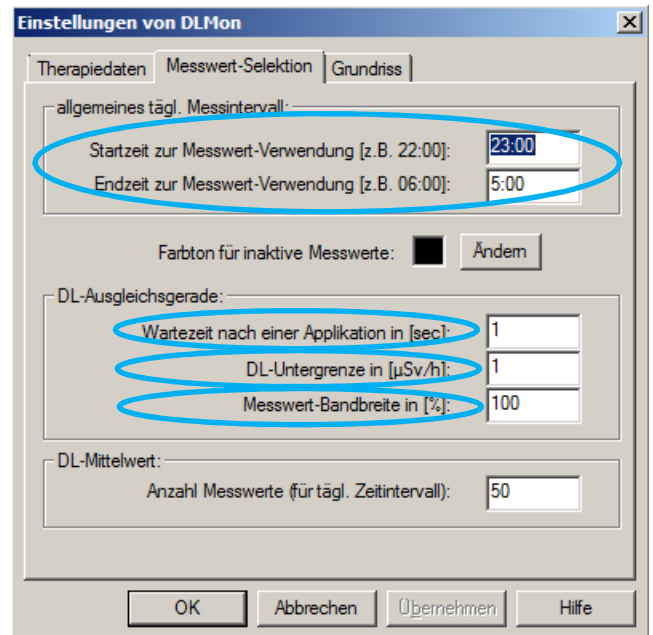 Einstellungen von DLMon
Therapiedaten Messwert-Selektion Grundriss
allgemeines tägl. Messintervall:
Startzeit zur Messwert-Verwendung [z.B. 22:00]: 23:00
Endzeit zur Messwert-Verwendung [z.B. 06:00]: 5:00
Farbton für inaktive Messwerte: Ändern
DL-Ausgleichsgerade:
Wartezeit nach einer Applikation in [sec]: 1
DL-Untergrenze in [µSv/h]: 1
Messwert-Bandbreite in [%]: 100
DL-Mittelwert:
Anzahl Messwerte (für tägl. Zeitintervall): 50
OK Abbrechen Übernehmen Hilfe